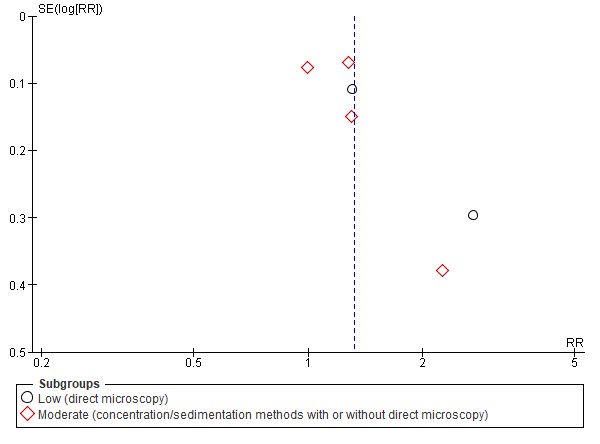 SE(log[RR])
0
0.1
0.2
0.3
0.4
0.5
RR
0.2 0.5 1 2 5
Subgroups
Low (direct microscopy)
Moderate (concentration/sedimentation methods with or without direct microscopy)